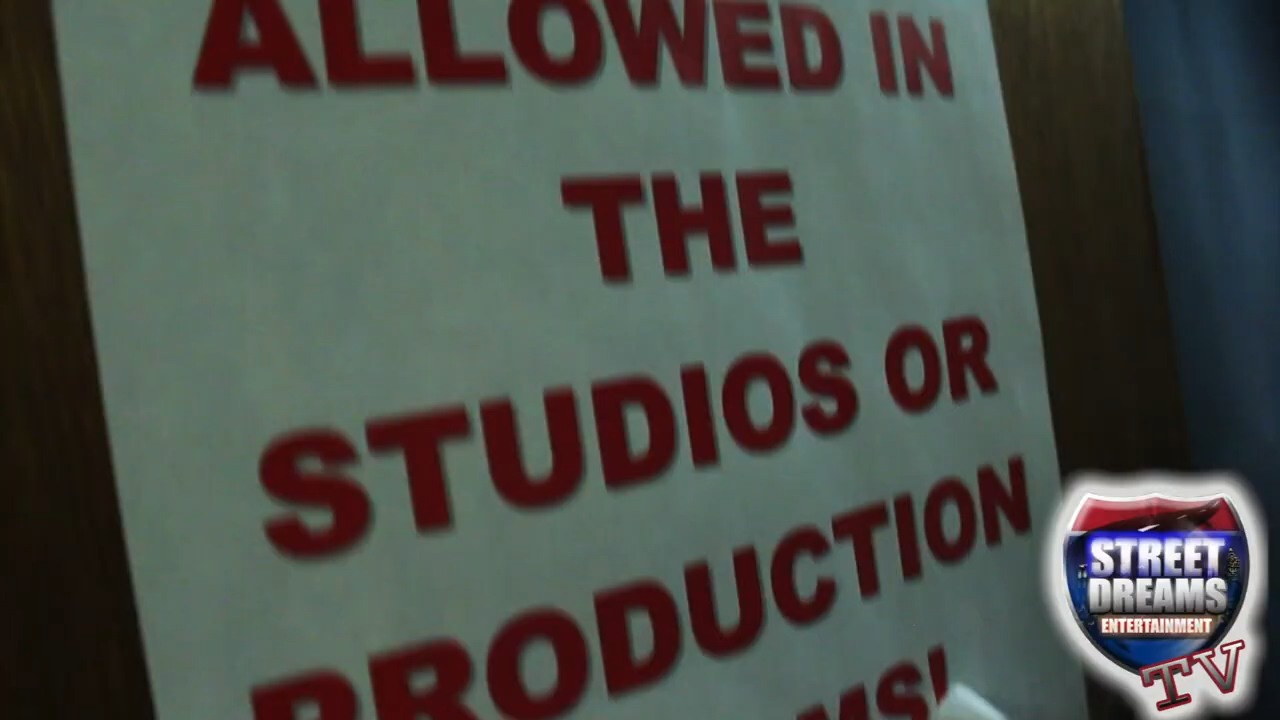 ALLOWED IN
THE
STUDIOS OR
PRODUCTION
STREET
DREAMS
ENTERTAINMENT
TV